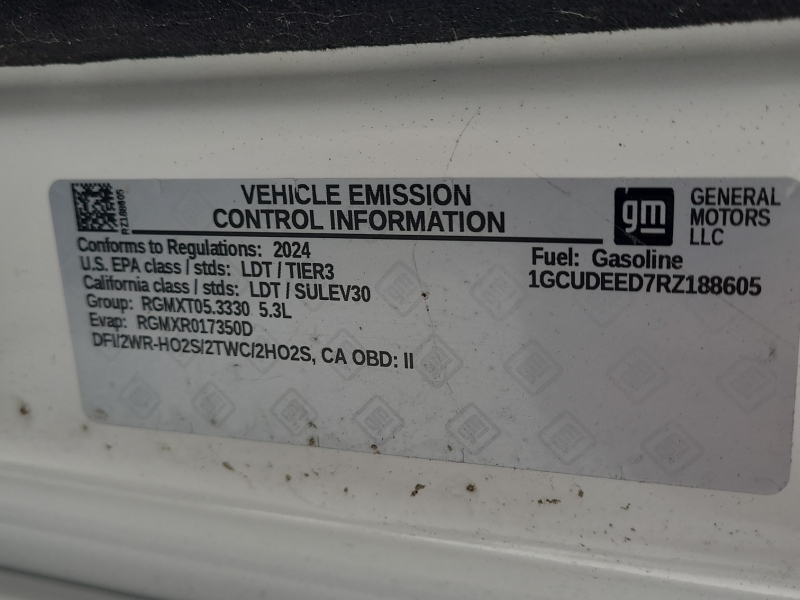 RZ188605
VEHICLE EMISSION
CONTROL INFORMATION
gm
GENERAL
MOTORS
LLC
Conforms to Regulations: 2024
U.S. EPA class / stds: LDT / TIER3
California class / stds: LDT / SULEV30
Group: RGMXT05.3330 5.3L
Evap: RGMXR017350D
DFI/2WR-HO2S/2TWC/2HO2S, CA OBD: II
Fuel: Gasoline
1GCUDEED7RZ188605